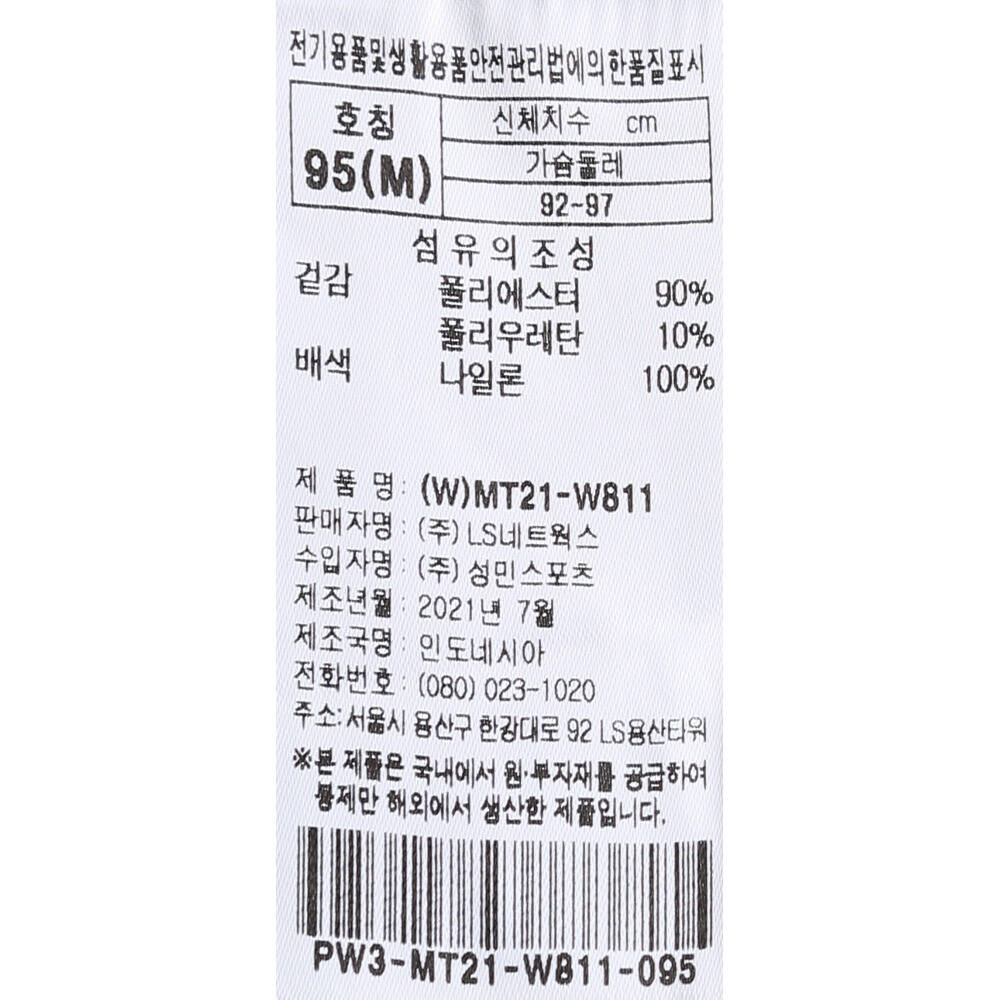 전기용품및생활용품안전관리법에의한품질표시
호칭 신체치수 cm
95(M) 가슴둘레
92-97
섬유의조성
겉감 폴리에스터 90%
폴리우레탄 10%
배색 나일론 100%
제 품 명: (W)MT21-W811
판매자명: (주)LS네트웍스
수입자명: (주)성민스포츠
제조년월: 2021년 7월
제조국명: 인도네시아
전화번호: (080) 023-1020
주소:서울시 용산구 한강대로 92 LS용산타워
※본 제품은 국내에서 원·부자재를 공급하여
봉제만 해외에서 생산한 제품입니다.
PW3-MT21-W811-095